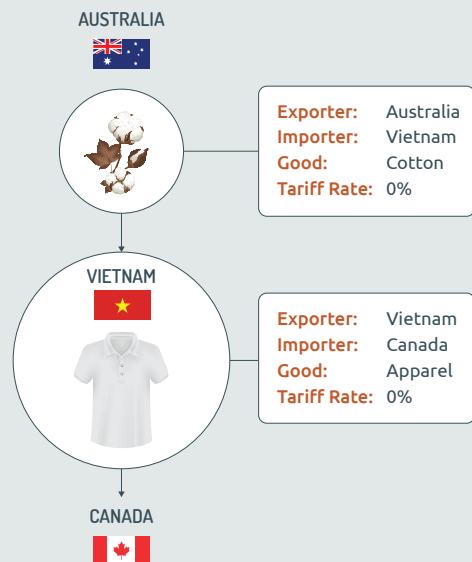 AUSTRALIA
Exporter: Australia
Importer: Vietnam
Good: Cotton
Tariff Rate: 0%
VIETNAM
Exporter: Vietnam
Importer: Canada
Good: Apparel
Tariff Rate: 0%
CANADA